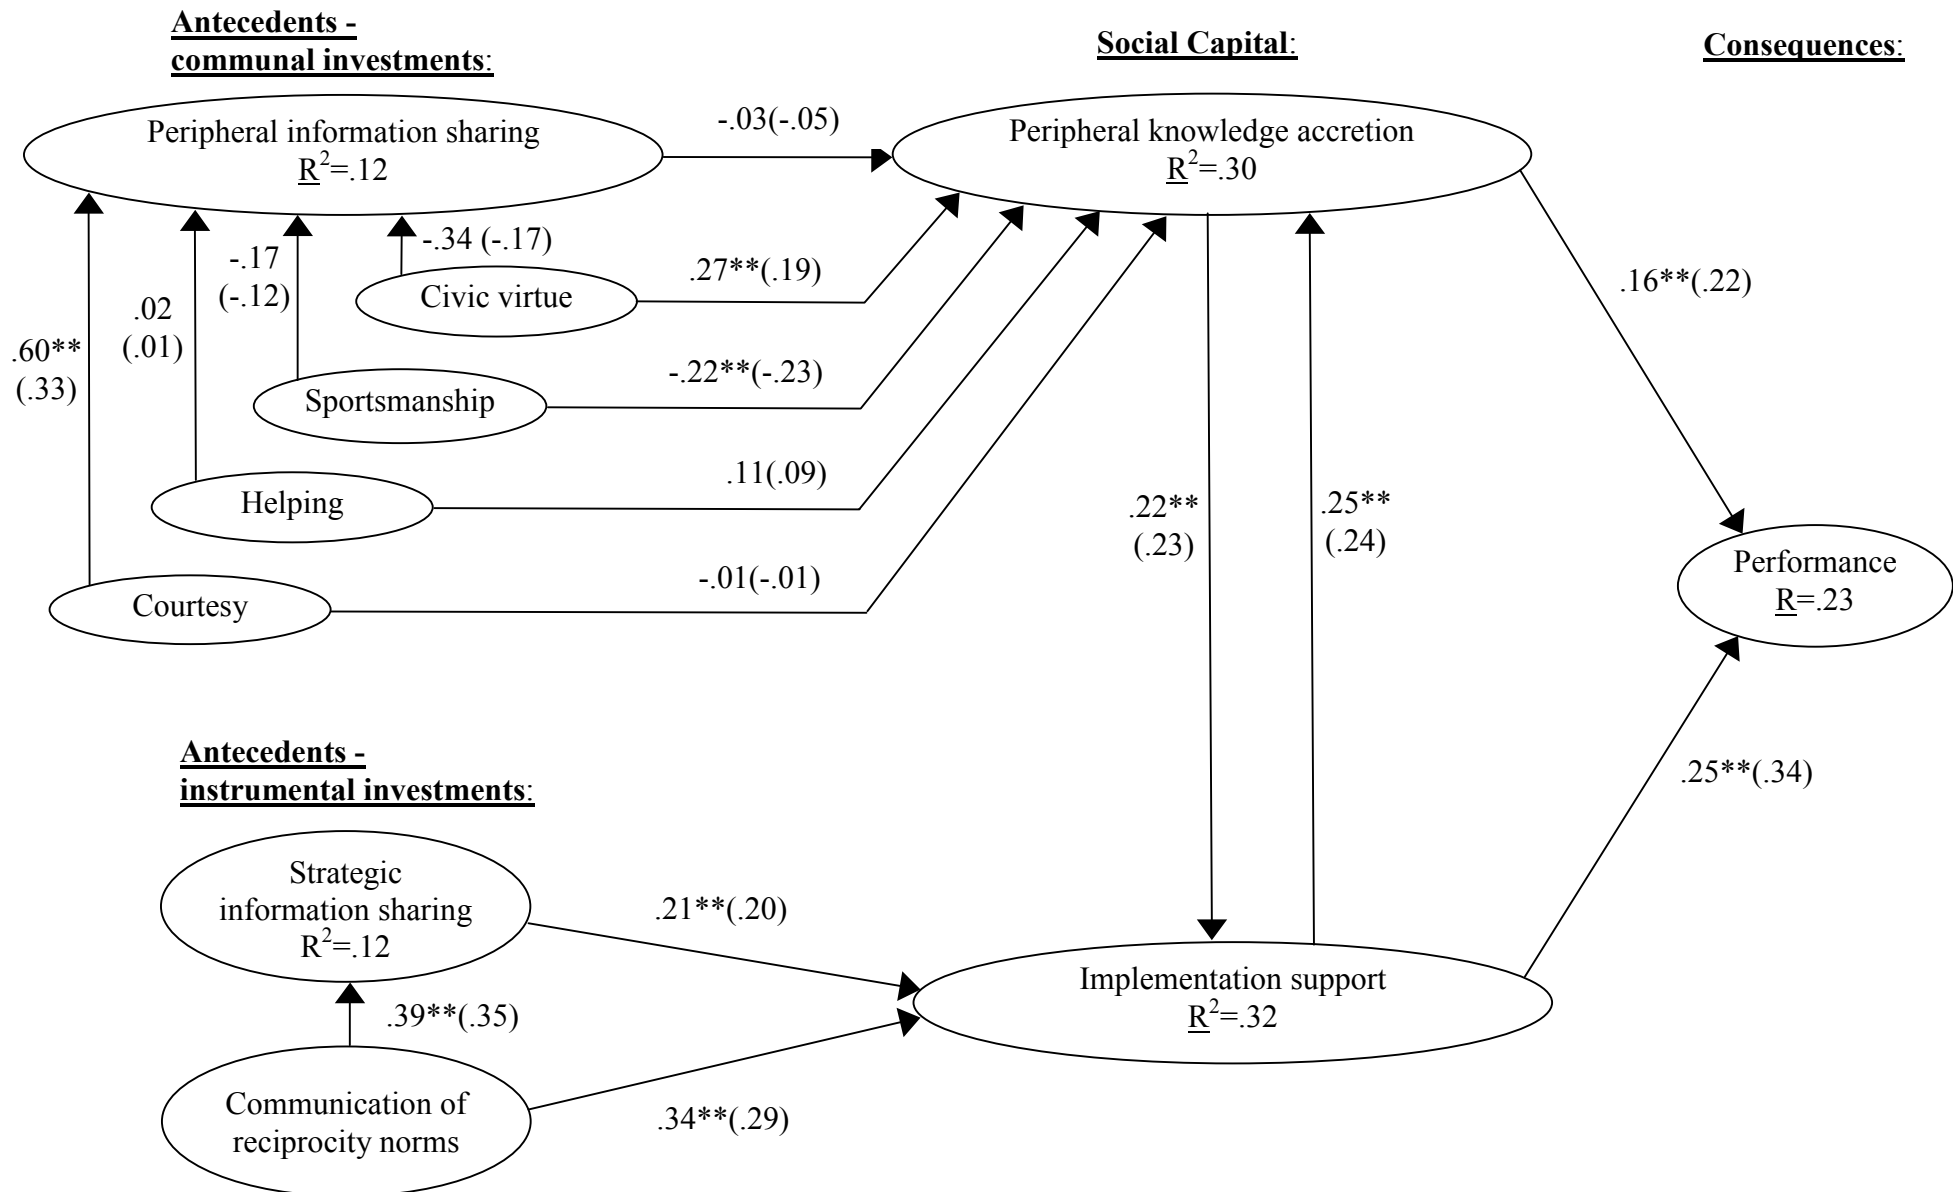 Antecedents -
communal investments:
Social Capital:
Consequences:
Peripheral information sharing
R²=.12
-.03(-.05)
Peripheral knowledge accretion
R²=.30
-.34 (-.17)
-.17
(-.12)
.02
(.01)
.60**
(.33)
Civic virtue
.27**(.19)
.16**(.22)
Sportsmanship
-.22**(-.23)
Helping
.11(.09)
.22**
(.23)
.25**
(.24)
Courtesy
-.01(-.01)
Performance
R=.23
Antecedents -
instrumental investments:
Strategic
information sharing
R²=.12
.21**(.20)
.25**(.34)
Implementation support
R²=.32
.39**(.35)
Communication of
reciprocity norms
.34**(.29)